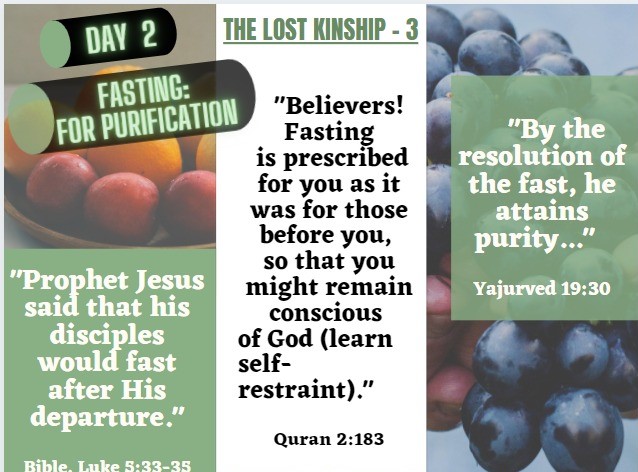 DAY 2
FASTING:
FOR PURIFICATION
"Prophet Jesus
said that his
disciples
would fast
after His
departure."
Bible, Luke 5:33-35
THE LOST KINSHIP - 3
"Believers!
Fasting
is prescribed
for you as it
was for those
before you,
so that you
might remain
conscious
of God (learn
self-
restraint)."
Quran 2:183
"By the
resolution of
the fast, he
attains
purity..."
Yajurved 19:30